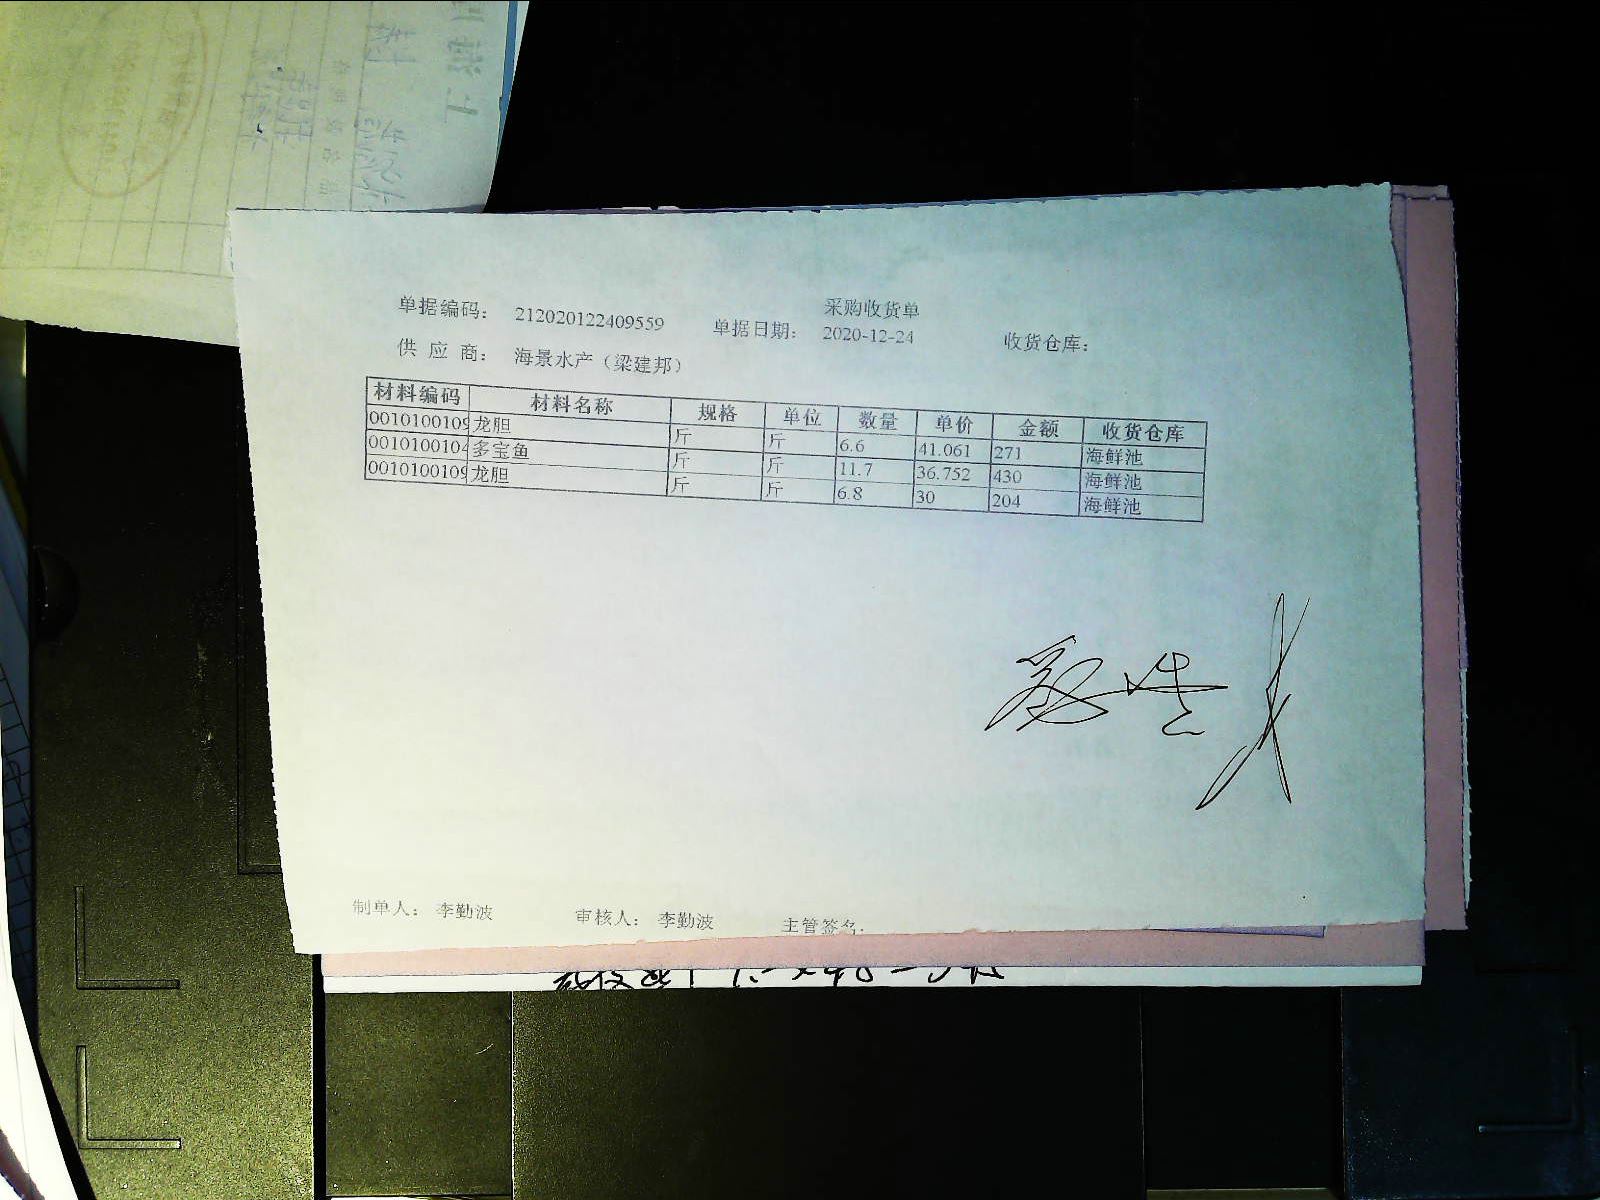 采购收货单
单据编码： 212020122409559 单据日期： 2020-12-24 收货仓库：
供 应 商： 海景水产（梁建邦）
材料编码 材料名称 规格 单位 数量 单价 金额 收货仓库
0010100109 龙胆 斤 斤 6.6 41.061 271 海鲜池
0010100104 多宝鱼 斤 斤 11.7 36.752 430 海鲜池
0010100109 龙胆 斤 斤 6.8 30 204 海鲜池
制单人： 李勤波 审核人： 李勤波 主管签名: